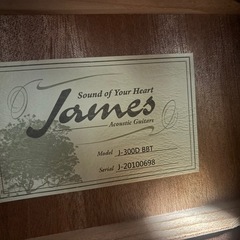 Sound of Your Heart
James
Acoustic Guitars
Model J-300D BBT
Serial J-20100698